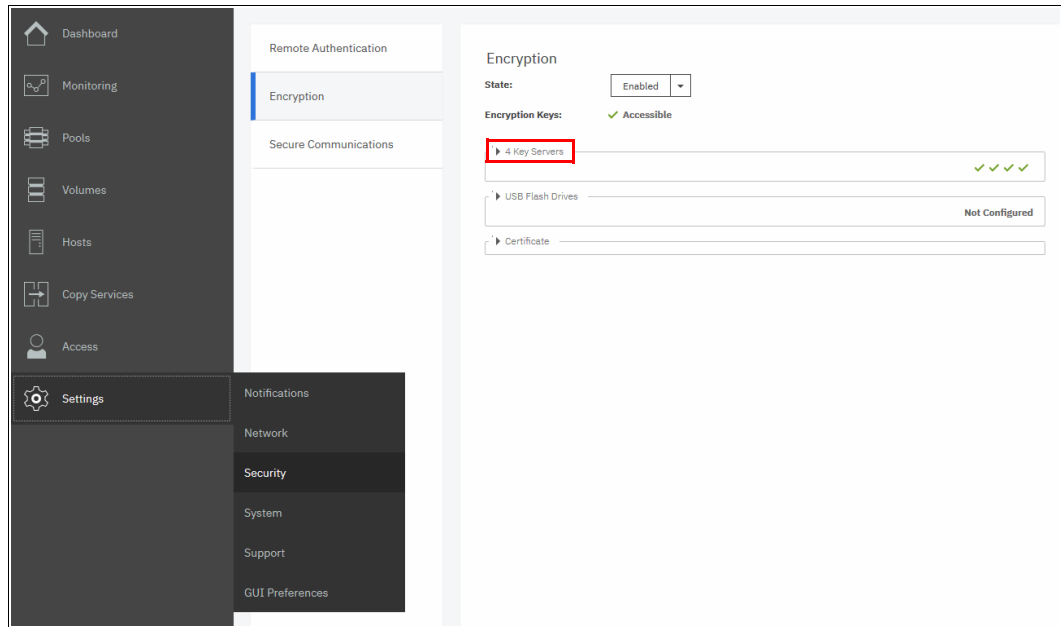 Dashboard
Monitoring
Pools
Volumes
Hosts
Copy Services
Access
Settings
Notifications
Network
Security
System
Support
GUI Preferences
Remote Authentication
Encryption
Secure Communications
Encryption
State: Enabled
Encryption Keys: Accessible
4 Key Servers
USB Flash Drives
Not Configured
Certificate